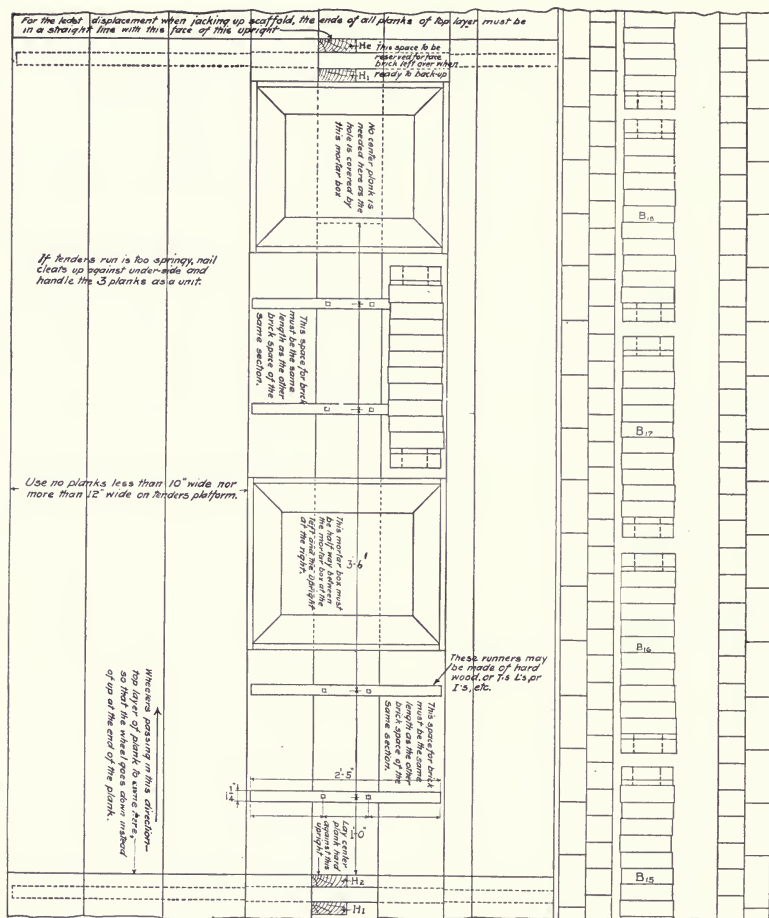 For the least displacement when jacking up scaffold, the ends of all planks of top layer must be
in a straight line with this face of this upright
H2 This space to be
reserved for face
brick left over when
ready to back-up
H1
No center plank is
needed here as the
hole is covered by
this mortar box
B18
If tenders run is too springy, nail
cleats up against under-side and
handle the 3 planks as a unit.
This space for brick
must be the same
length as the other
brick space of the
same section.
B17
Use no planks less than 10" wide nor
more than 12" wide on tenders platform.
This mortar box must
be half way between
the mortar box at the
left and the upright
at the right.
3'-6"
B16
These runners may
be made of hard
wood, or T's L's, or
I's, etc.
Wheelers passing in this direction—
top layer of plank to come here,
so that the wheel goes down instead
of up at the end of the plank.
This space for brick
must be the same
length as the other
brick space of the
same section.
2'-5"
1'-0"
Lay center
plank hard
against this
upright
H2
B15
H1